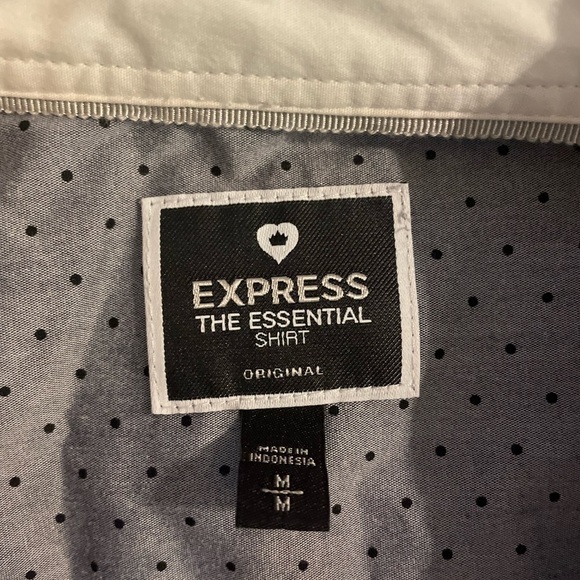 EXPRESS
THE ESSENTIAL
SHIRT
ORIGINAL
MADE IN
INDONESIA
M
M